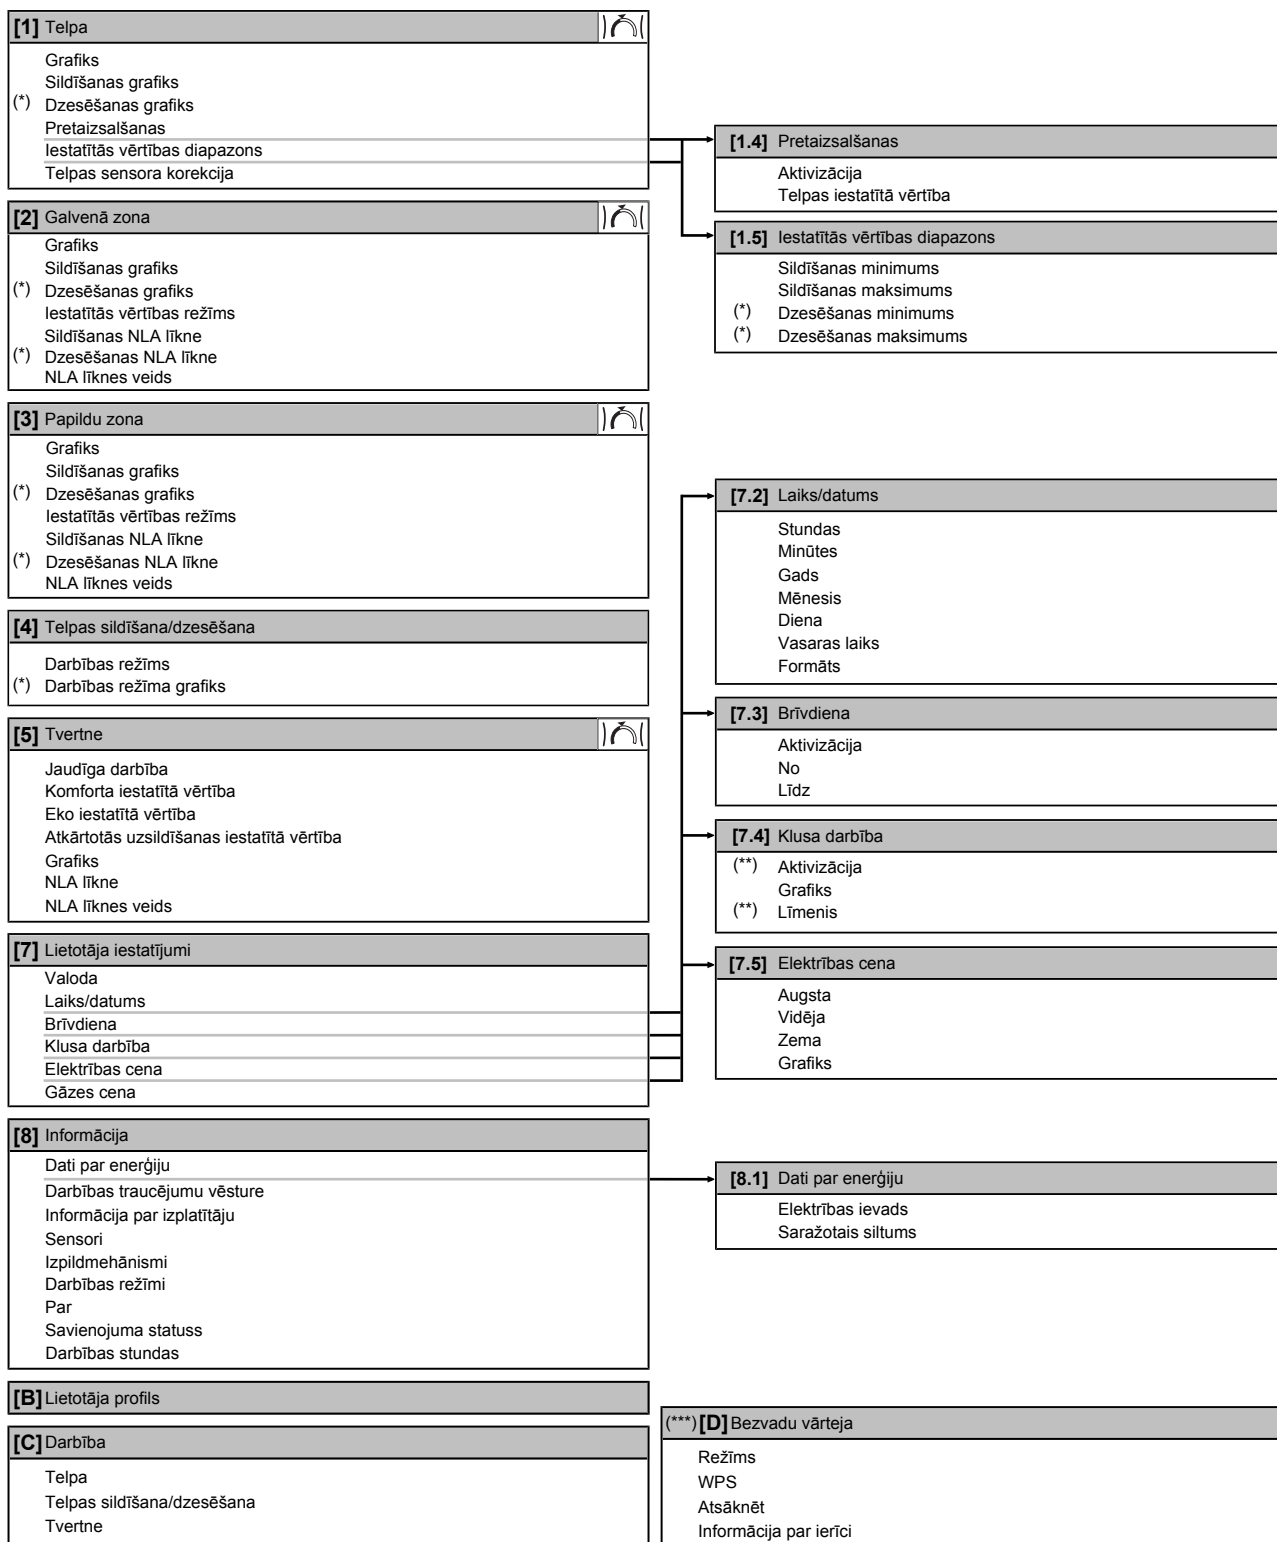 [1] Telpa
Grafiks
Sildīšanas grafiks
(*) Dzesēšanas grafiks
Pretaizsalšanas
Iestatītās vērtības diapazons
Telpas sensora korekcija
[1.4] Pretaizsalšanas
Aktivizācija
Telpas iestatītā vērtība
[1.5] Iestatītās vērtības diapazons
Sildīšanas minimums
Sildīšanas maksimums
(*) Dzesēšanas minimums
(*) Dzesēšanas maksimums
[2] Galvenā zona
Grafiks
Sildīšanas grafiks
(*) Dzesēšanas grafiks
Iestatītās vērtības režīms
Sildīšanas NLA līkne
(*) Dzesēšanas NLA līkne
NLA līknes veids
[3] Papildu zona
Grafiks
Sildīšanas grafiks
(*) Dzesēšanas grafiks
Iestatītās vērtības režīms
Sildīšanas NLA līkne
(*) Dzesēšanas NLA līkne
NLA līknes veids
[4] Telpas sildīšana/dzesēšana
Darbības režīms
(*) Darbības režīma grafiks
[5] Tvertne
Jaudīga darbība
Komforta iestatītā vērtība
Eko iestatītā vērtība
Atkārtotās uzsildīšanas iestatītā vērtība
Grafiks
NLA līkne
NLA līknes veids
[7] Lietotāja iestatījumi
Valoda
Laiks/datums
Brīvdiena
Klusa darbība
Elektrības cena
Gāzes cena
[7.2] Laiks/datums
Stundas
Minūtes
Gads
Mēnesis
Diena
Vasaras laiks
Formāts
[7.3] Brīvdiena
Aktivizācija
No
Līdz
[7.4] Klusa darbība
(**) Aktivizācija
Grafiks
(**) Līmenis
[7.5] Elektrības cena
Augsta
Vidēja
Zema
Grafiks
[8] Informācija
Dati par enerģiju
Darbības traucējumu vēsture
Informācija par izplatītāju
Sensori
Izpildmehānismi
Darbības režīmi
Par
Savienojuma statuss
Darbības stundas
[8.1] Dati par enerģiju
Elektrības ievads
Saražotais siltums
[B] Lietotāja profils
[C] Darbība
Telpa
Telpas sildīšana/dzesēšana
Tvertne
(***) [D] Bezvadu vārteja
Režīms
WPS
Atsāknēt
Informācija par ierīci